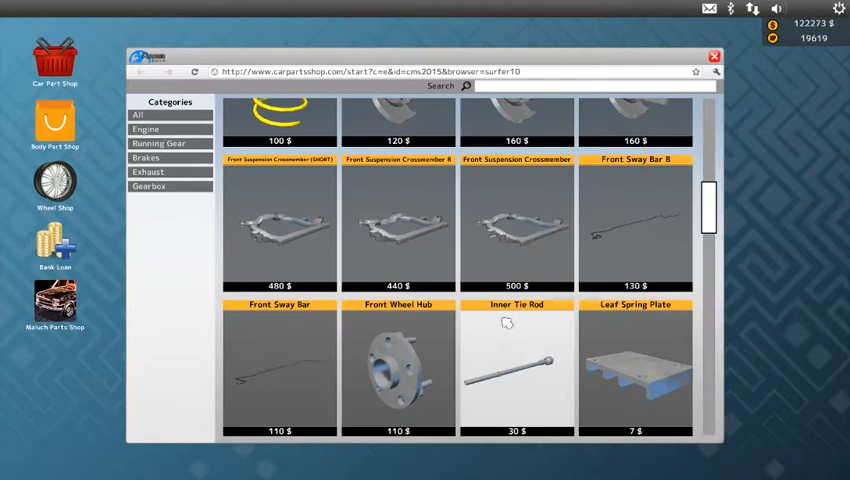 122273 $
19619
Car Part Shop
Body Part Shop
Wheel Shop
Bank Loan
Maluch Parts Shop
http://www.carpartsshop.com/start?c=e&id=cms2015&browser=surfer10
Search
Categories
All
Engine
Running Gear
Brakes
Exhaust
Gearbox
100 $
120 $
160 $
160 $
Front Suspension Crossmember (SHORT)
Front Suspension Crossmember B
Front Suspension Crossmember
Front Sway Bar B
480 $
440 $
500 $
130 $
Front Sway Bar
Front Wheel Hub
Inner Tie Rod
Leaf Spring Plate
110 $
110 $
30 $
7 $